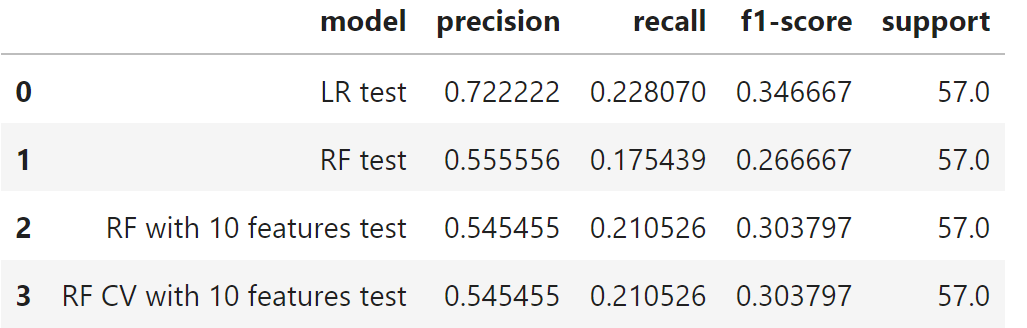 model precision recall f1-score support
0 LR test 0.722222 0.228070 0.346667 57.0
1 RF test 0.555556 0.175439 0.266667 57.0
2 RF with 10 features test 0.545455 0.210526 0.303797 57.0
3 RF CV with 10 features test 0.545455 0.210526 0.303797 57.0